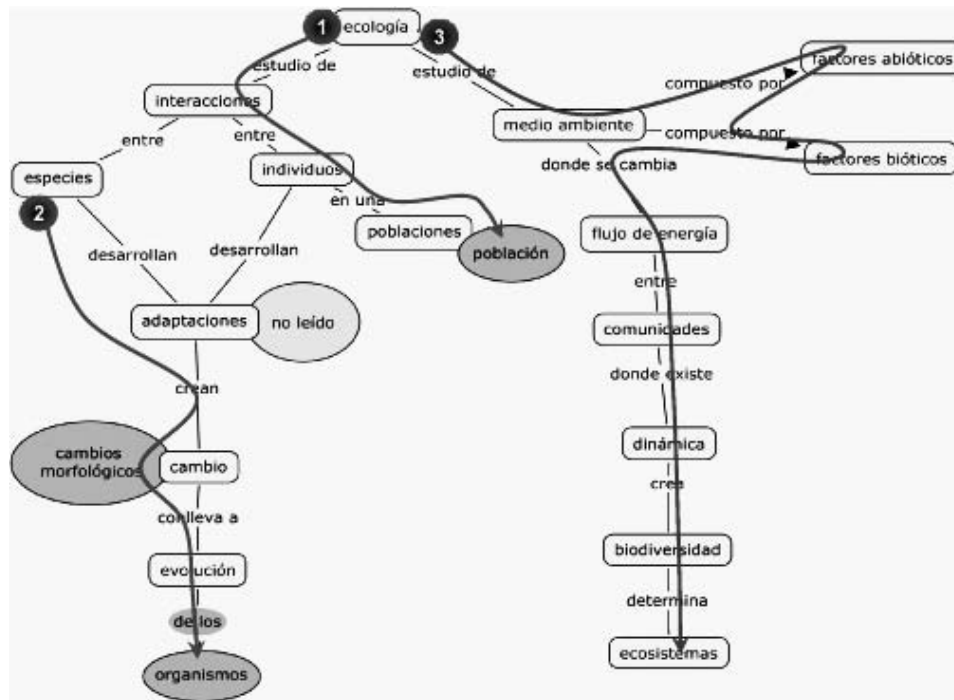 1
ecología
3
estudio de
estudio de
factores abióticos
compuesto por
interacciones
medio ambiente
compuesto por
entre
entre
donde se cambia
factores bióticos
especies
individuos
en una
2
poblaciones
flujo de energía
desarrollan
desarrollan
población
entre
adaptaciones
no leído
comunidades
donde existe
crean
dinámica
cambios
morfológicos
cambio
crea
conlleva a
biodiversidad
evolución
determina
de los
ecosistemas
organismos